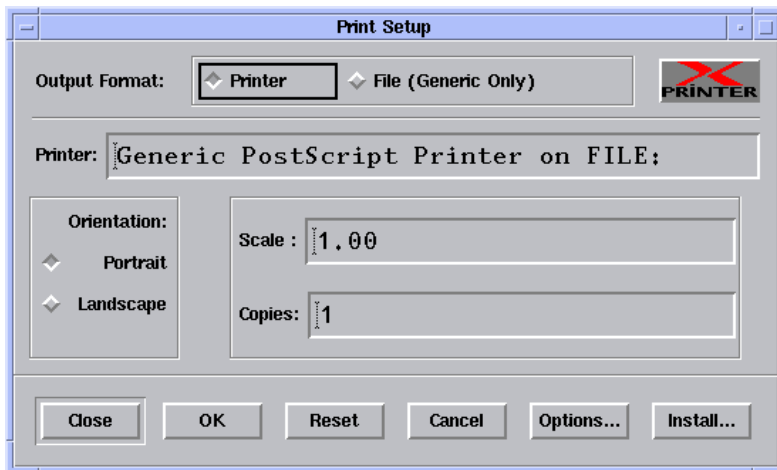 Print Setup
Output Format: Printer File (Generic Only)
X
PRINTER
Printer: Generic PostScript Printer on FILE:
Orientation:
Portrait
Landscape
Scale : 1.00
Copies: 1
Close OK Reset Cancel Options... Install...